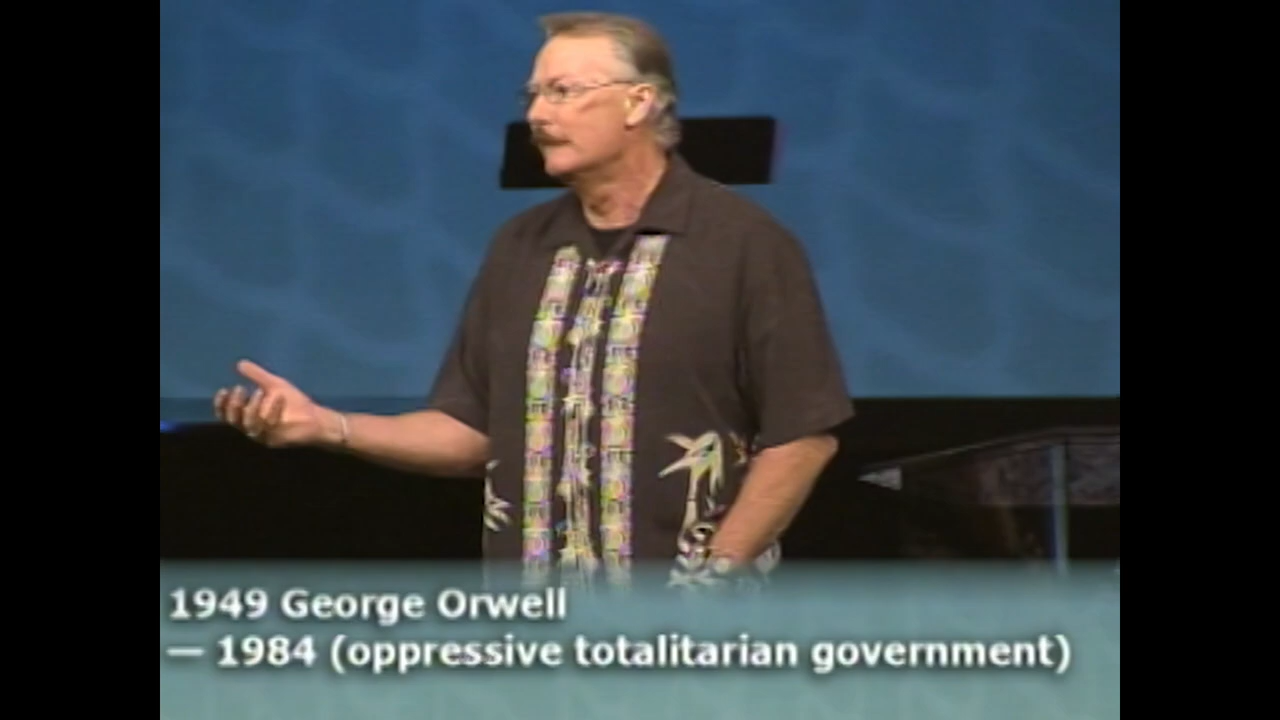 1949 George Orwell
— 1984 (oppressive totalitarian government)